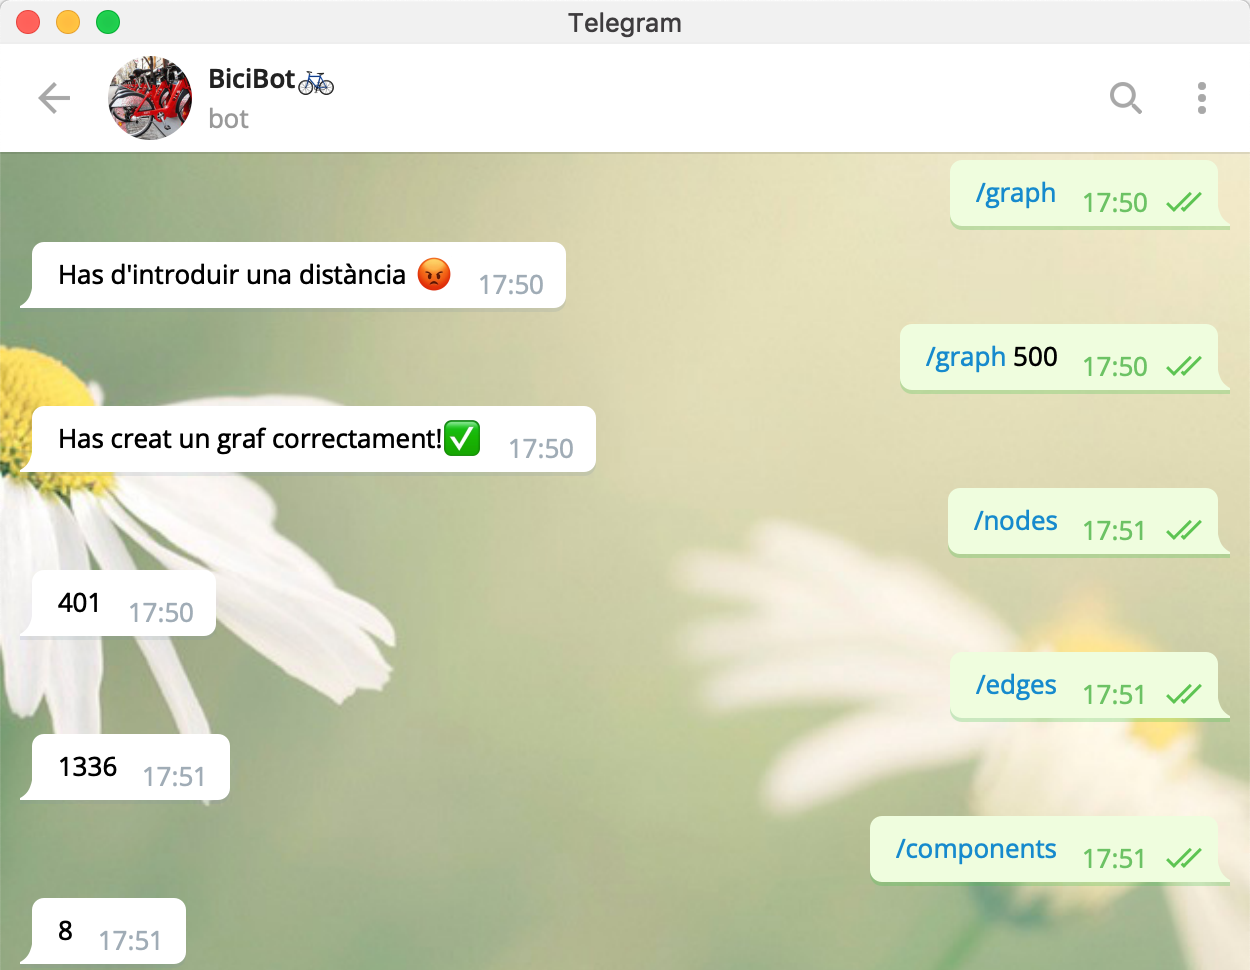 Telegram
BiciBot🚲
bot
/graph 17:50
Has d'introduir una distància 😡 17:50
/graph 500 17:50
Has creat un graf correctament!✅ 17:50
/nodes 17:51
401 17:50
/edges 17:51
1336 17:51
/components 17:51
8 17:51